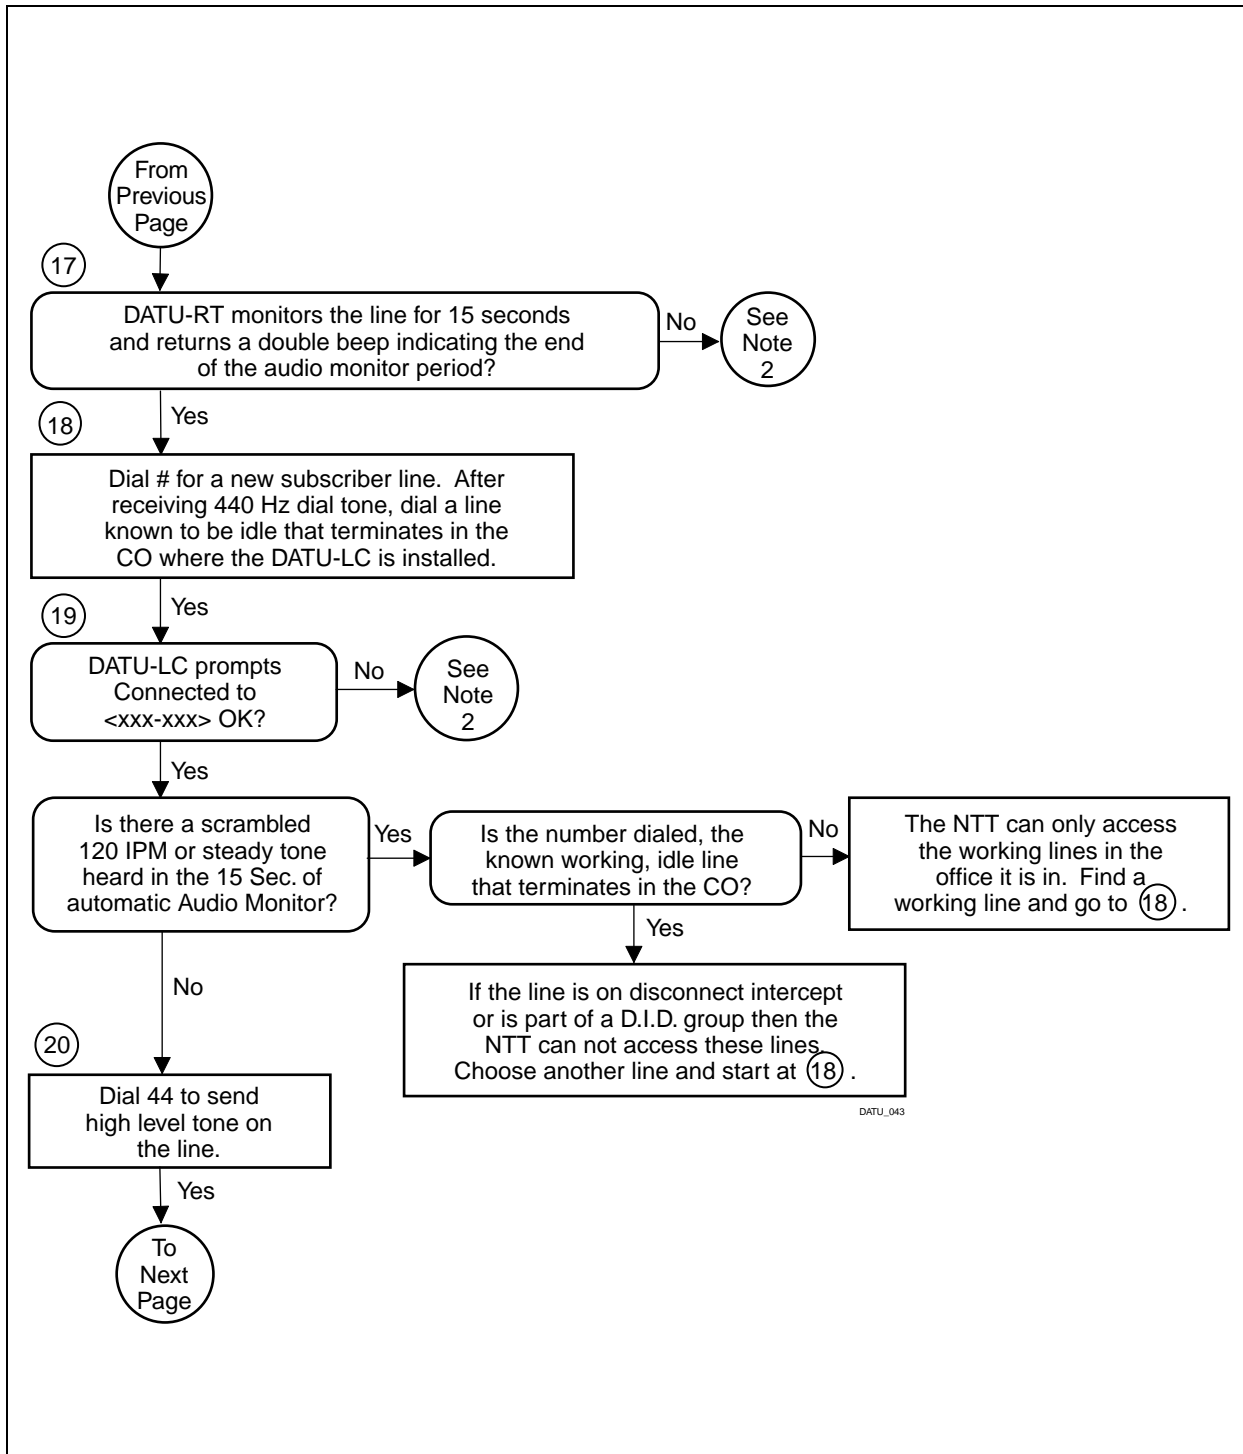 From
Previous
Page
17
DATU-RT monitors the line for 15 seconds
and returns a double beep indicating the end
of the audio monitor period?
No
See
Note
2
Yes
18
Dial # for a new subscriber line.  After
receiving 440 Hz dial tone, dial a line
known to be idle that terminates in the
CO where the DATU-LC is installed.
Yes
19
DATU-LC prompts
Connected to
<xxx-xxx> OK?
No
See
Note
2
Yes
Is there a scrambled
120 IPM or steady tone
heard in the 15 Sec. of
automatic Audio Monitor?
Yes
Is the number dialed, the
known working, idle line
that terminates in the CO?
No
The NTT can only access
the working lines in the
office it is in.  Find a
working line and go to 18 .
Yes
If the line is on disconnect intercept
or is part of a D.I.D. group then the
NTT can not access these lines.
Choose another line and start at 18 .
DATU_043
No
20
Dial 44 to send
high level tone on
the line.
Yes
To
Next
Page